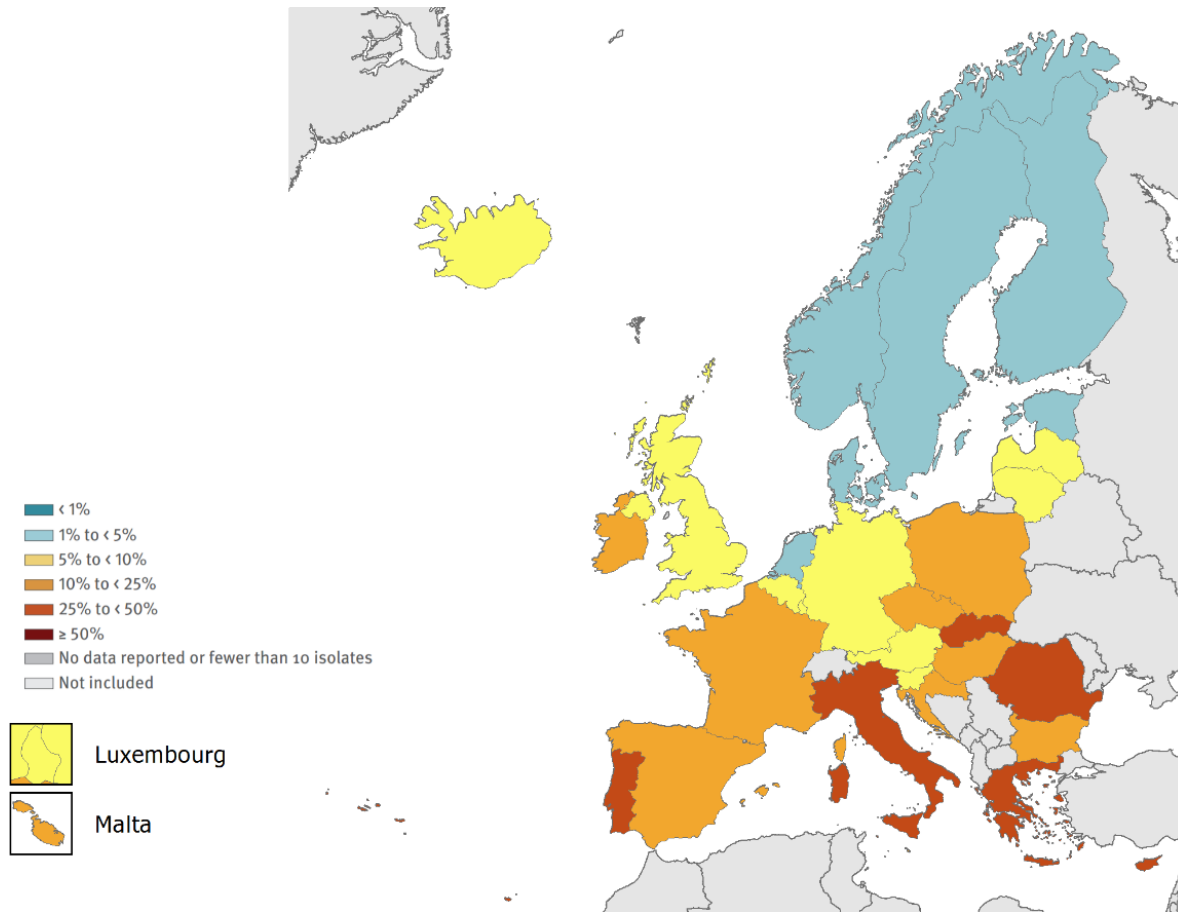 < 1%
1% to < 5%
5% to < 10%
10% to < 25%
25% to < 50%
≥ 50%
No data reported or fewer than 10 isolates
Not included
Luxembourg
Malta